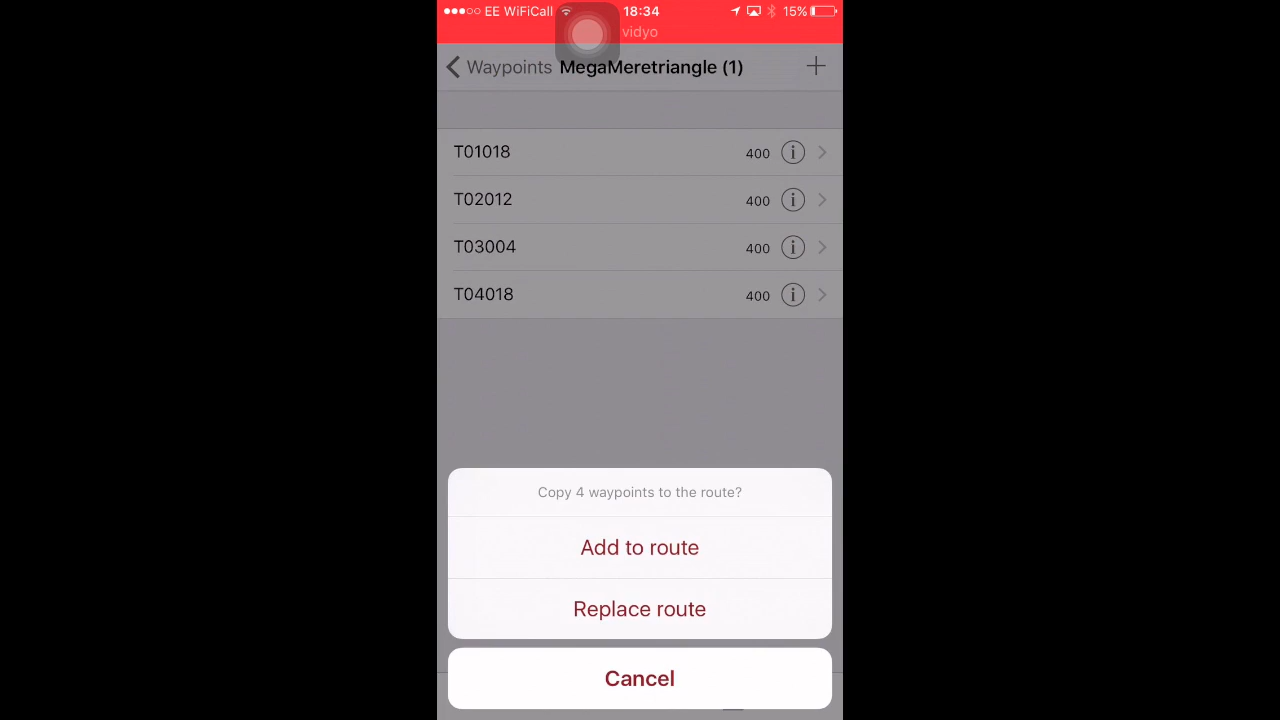 EE WiFiCall 18:34 15%
vidyo
Waypoints MegaMeretriangle (1)
T01018 400
T02012 400
T03004 400
T04018 400
Copy 4 waypoints to the route?
Add to route
Replace route
Cancel